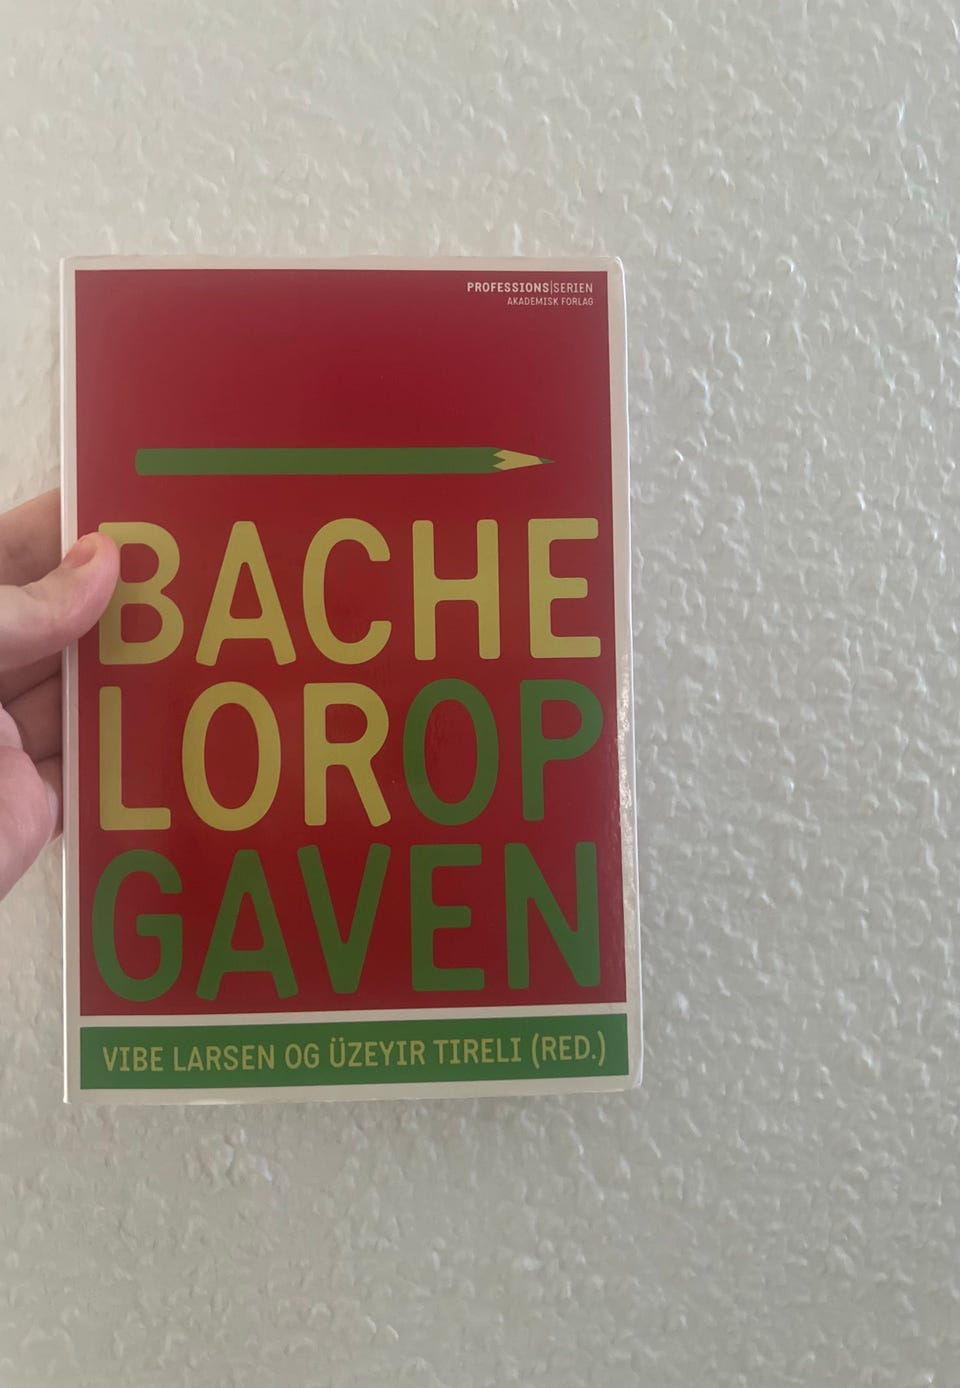 PROFESSIONS|SERIEN
AKADEMISK FORLAG
BACHE
LOROP
GAVEN
VIBE LARSEN OG ÜZEYIR TIRELI (RED.)